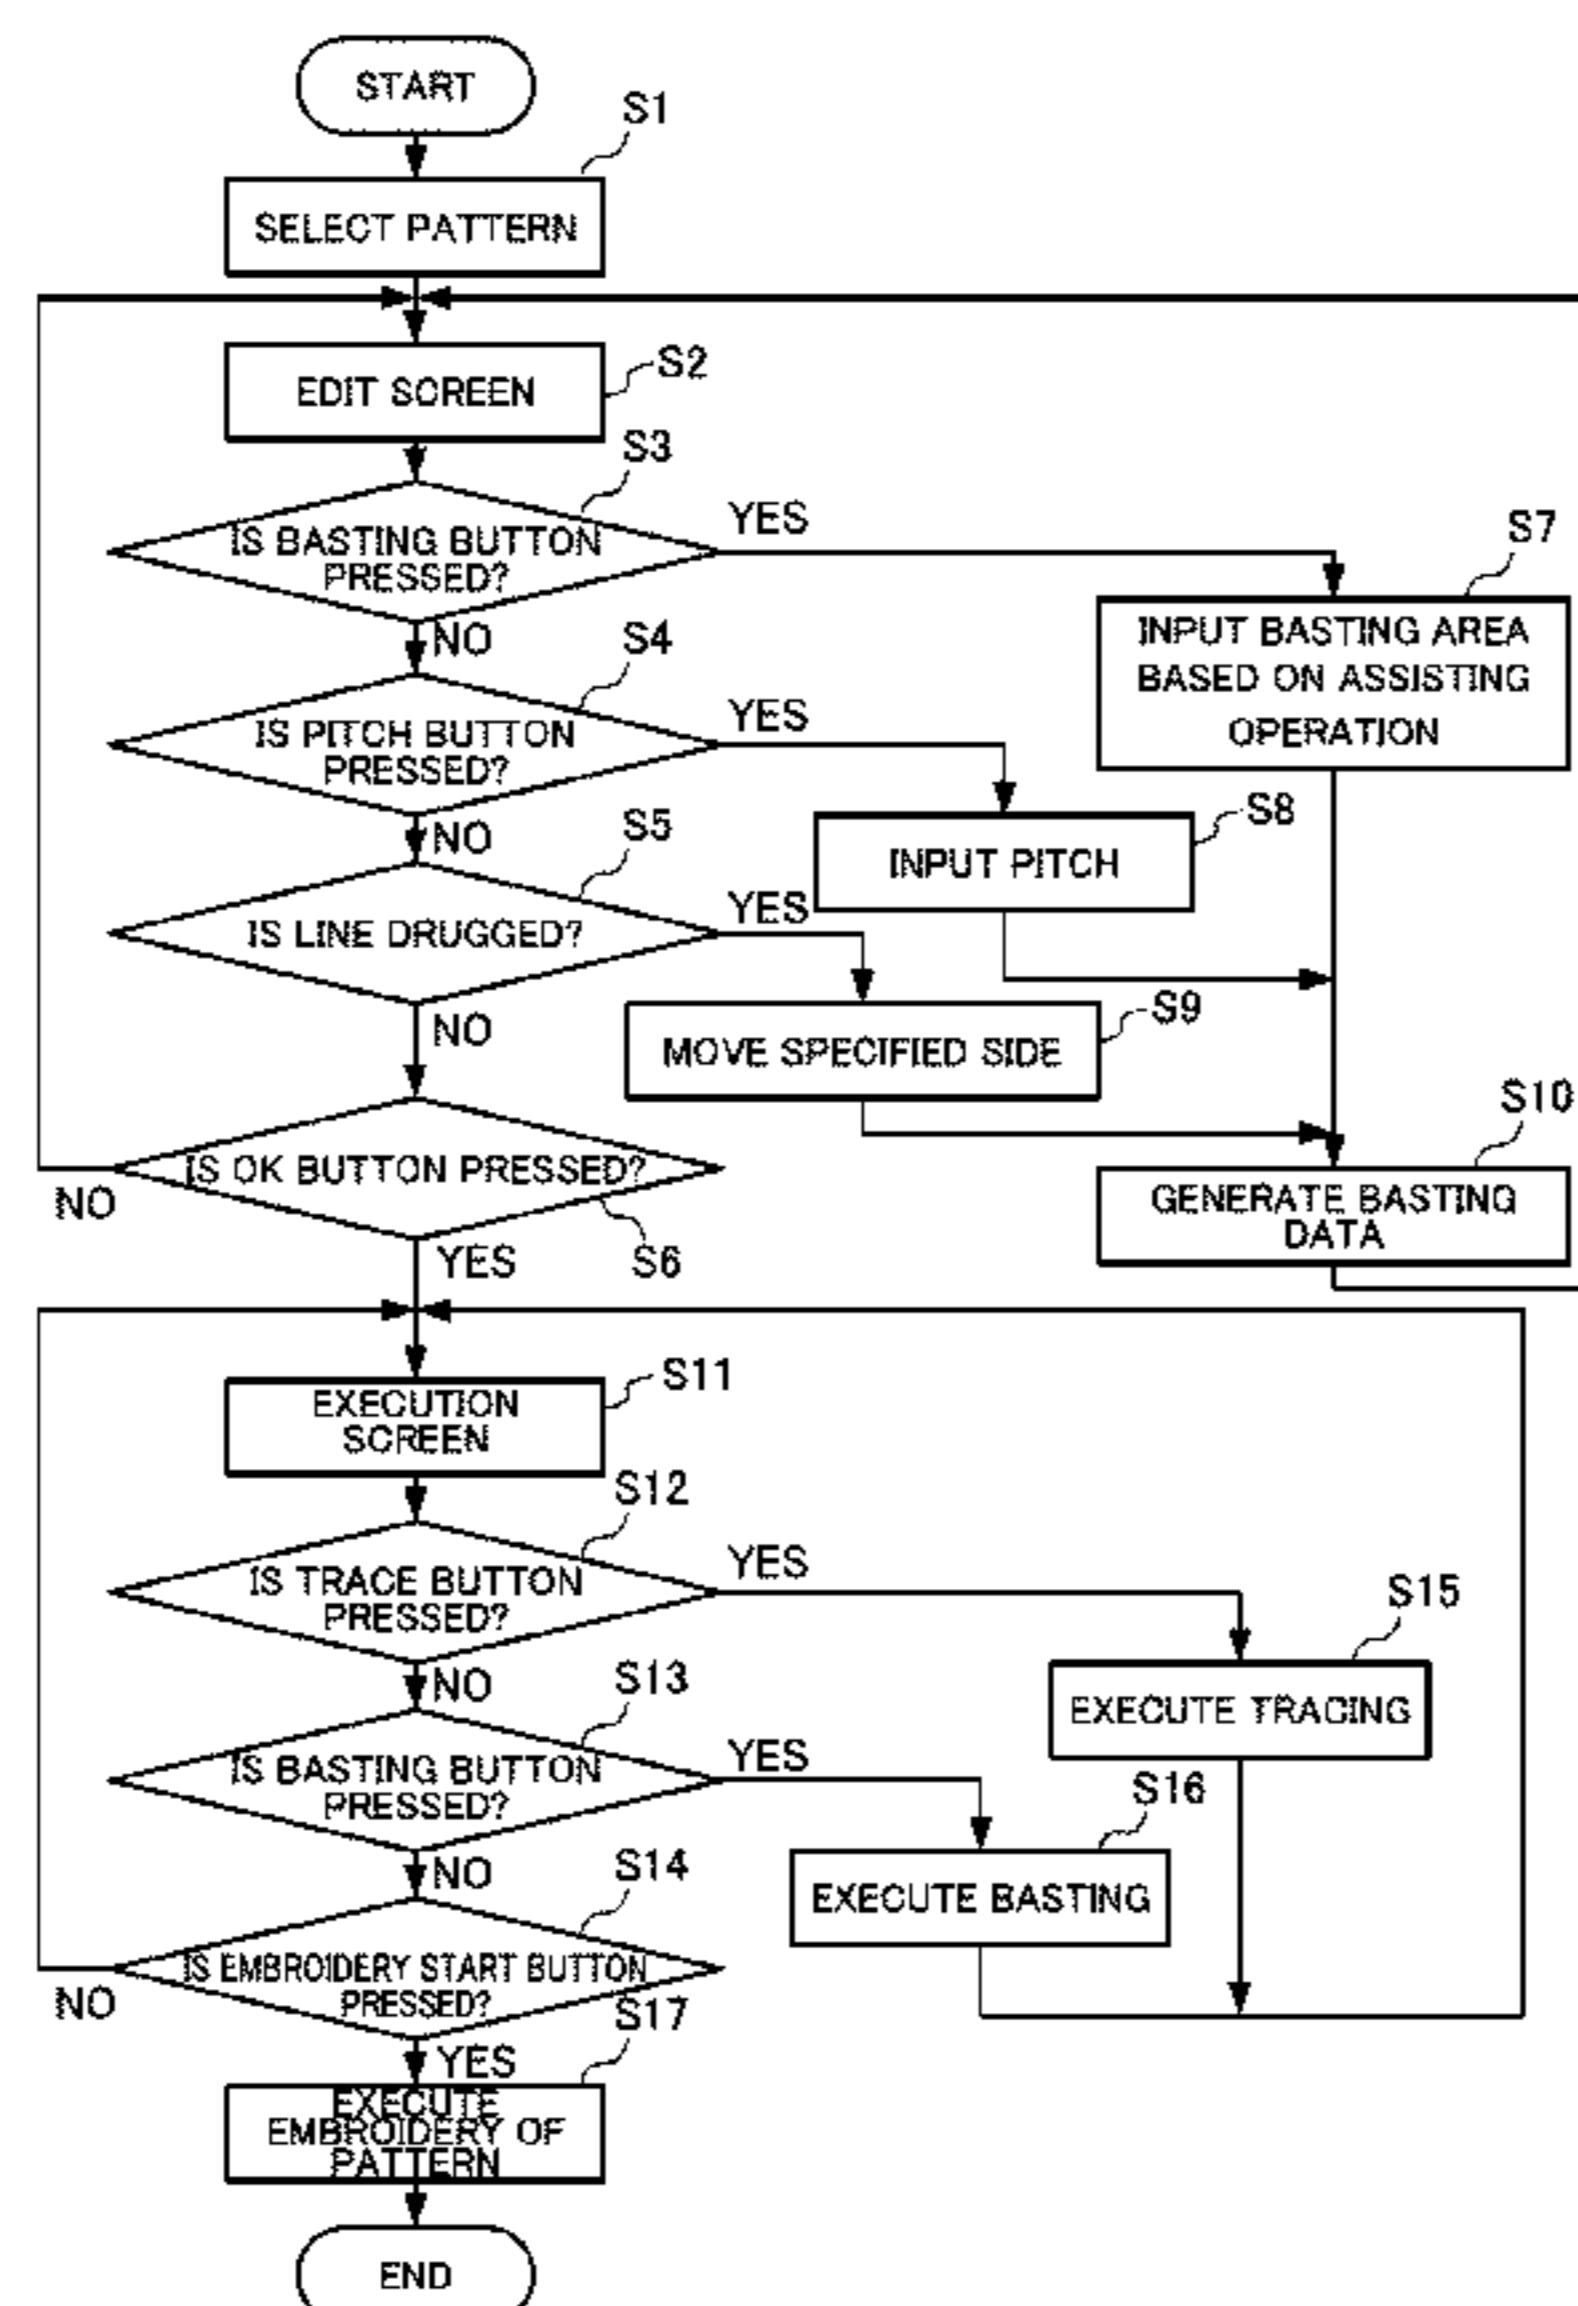 START
S1
SELECT PATTERN
EDIT SCREEN
S2
S3
IS BASTING BUTTON
PRESSED?
YES
NO
S7
INPUT BASTING AREA
BASED ON ASSISTING
OPERATION
S4
IS PITCH BUTTON
PRESSED?
YES
NO
S8
INPUT PITCH
S5
IS LINE DRUGGED?
YES
NO
S9
MOVE SPECIFIED SIDE
S10
GENERATE BASTING
DATA
IS OK BUTTON PRESSED?
NO
YES
S6
S11
EXECUTION
SCREEN
S12
IS TRACE BUTTON
PRESSED?
YES
NO
S15
EXECUTE TRACING
S13
IS BASTING BUTTON
PRESSED?
YES
NO
S16
EXECUTE BASTING
S14
IS EMBROIDERY START BUTTON
PRESSED?
NO
YES
S17
EXECUTE
EMBROIDERY OF
PATTERN
END